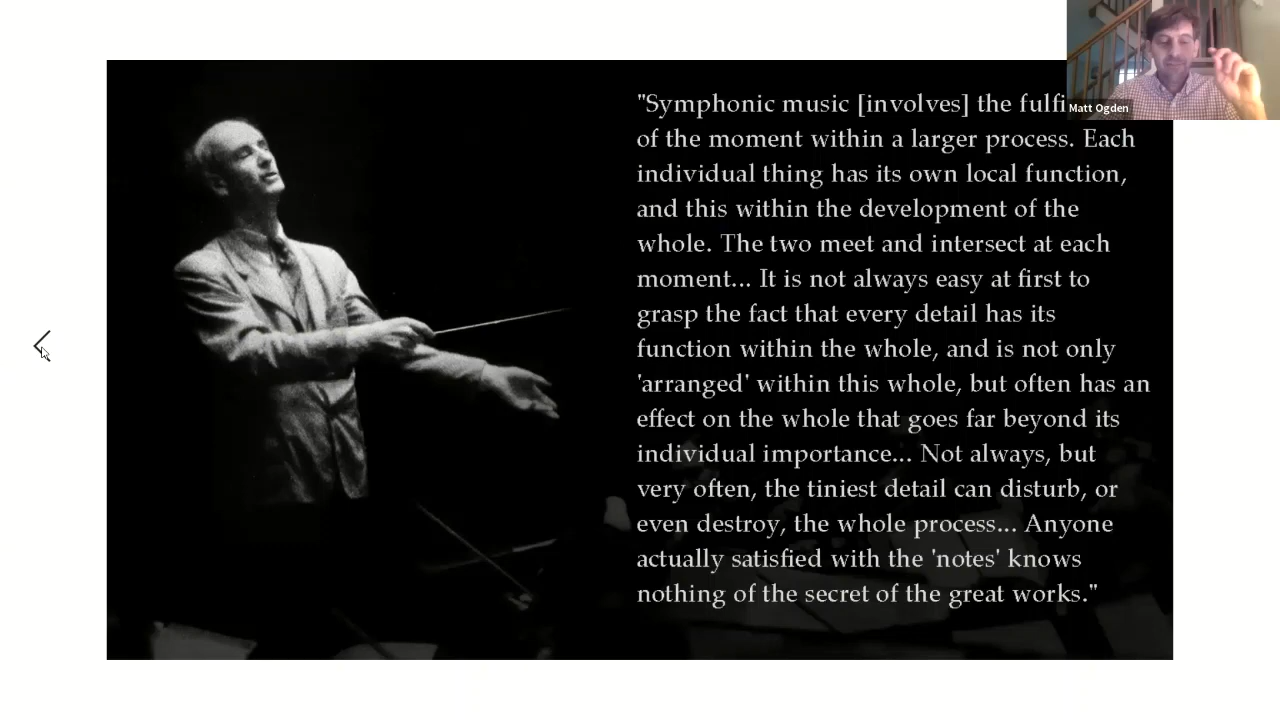 "Symphonic music [involves] the
of the moment within a larger process. Each
individual thing has its own local function,
and this within the development of the
whole. The two meet and intersect at each
moment... It is not always easy at first to
grasp the fact that every detail has its
function within the whole, and is not only
'arranged' within this whole, but often has an
effect on the whole that goes far beyond its
individual importance... Not always, but
very often, the tiniest detail can disturb, or
even destroy, the whole process... Anyone
actually satisfied with the 'notes' knows
nothing of the secret of the great works."
Matt Ogden